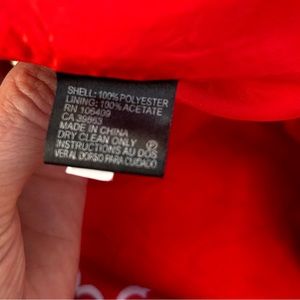 SHELL: 100% POLYESTER
LINING: 100% ACETATE
RN 106409
CA 39863
MADE IN CHINA
DRY CLEAN ONLY Ⓟ
INSTRUCTIONS AU DOS
VER AL DORSO PARA CUIDADO